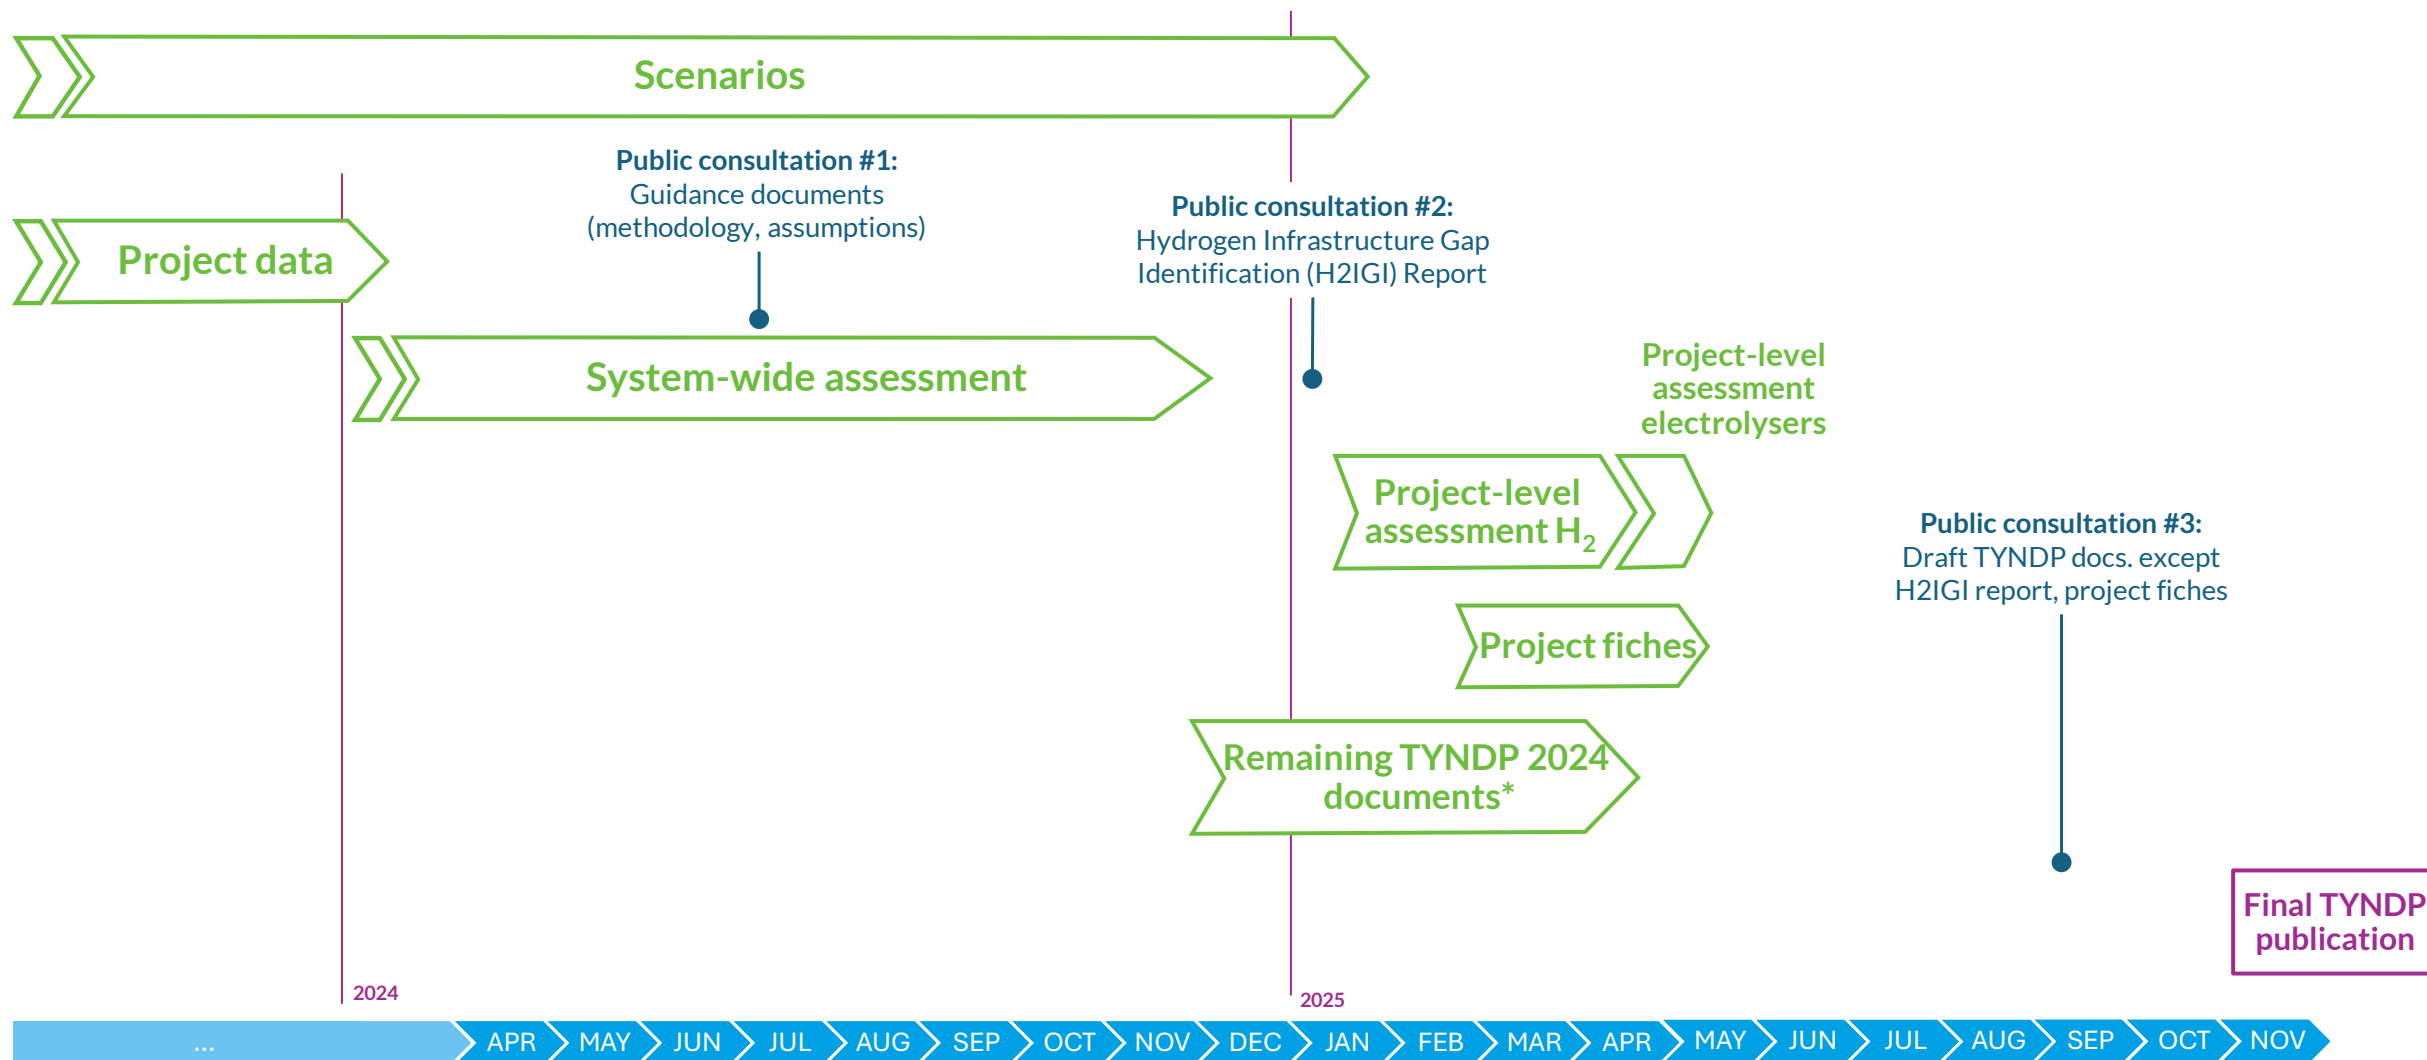 Scenarios
Public consultation #1:
Guidance documents
(methodology, assumptions)
Public consultation #2:
Hydrogen Infrastructure Gap
Identification (H2IGI) Report
Project data
System-wide assessment
Project-level
assessment
electrolysers
Project-level
assessment H₂
Public consultation #3:
Draft TYNDP docs. except
H2IGI report, project fiches
Project fiches
Remaining TYNDP 2024
documents*
Final TYNDP
publication
2024
2025
... APR MAY JUN JUL AUG SEP OCT NOV DEC JAN FEB MAR APR MAY JUN JUL AUG SEP OCT NOV